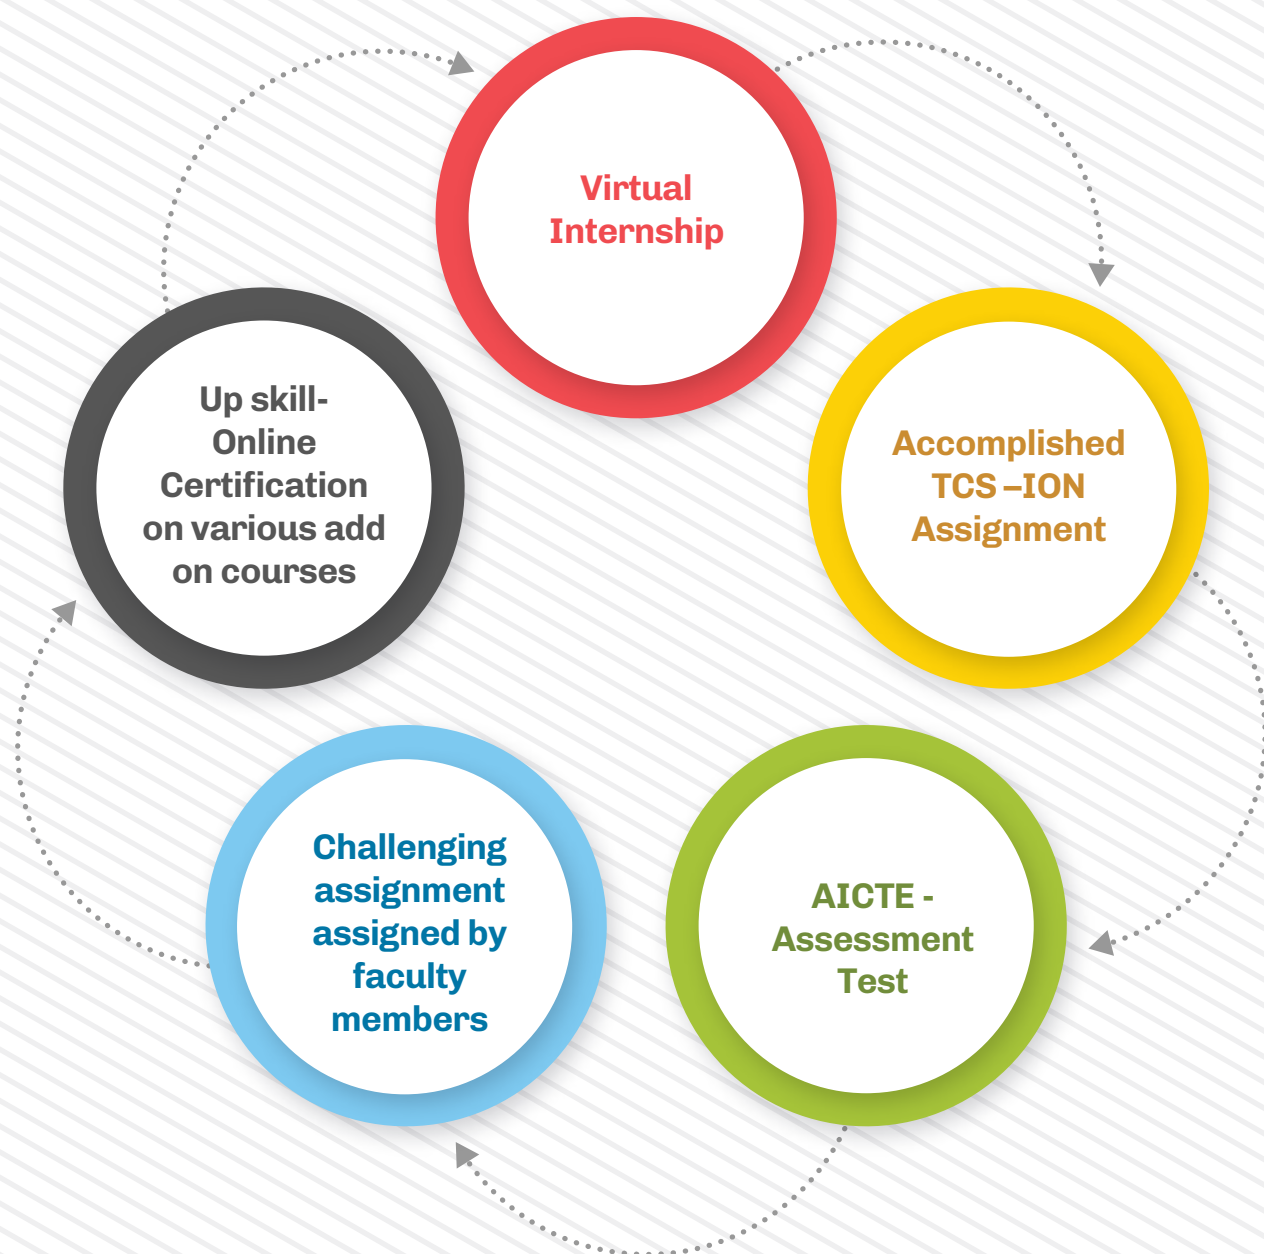 Virtual
Internship
Accomplished
TCS –ION
Assignment
AICTE -
Assessment
Test
Challenging
assignment
assigned by
faculty
members
Up skill-
Online
Certification
on various add
on courses